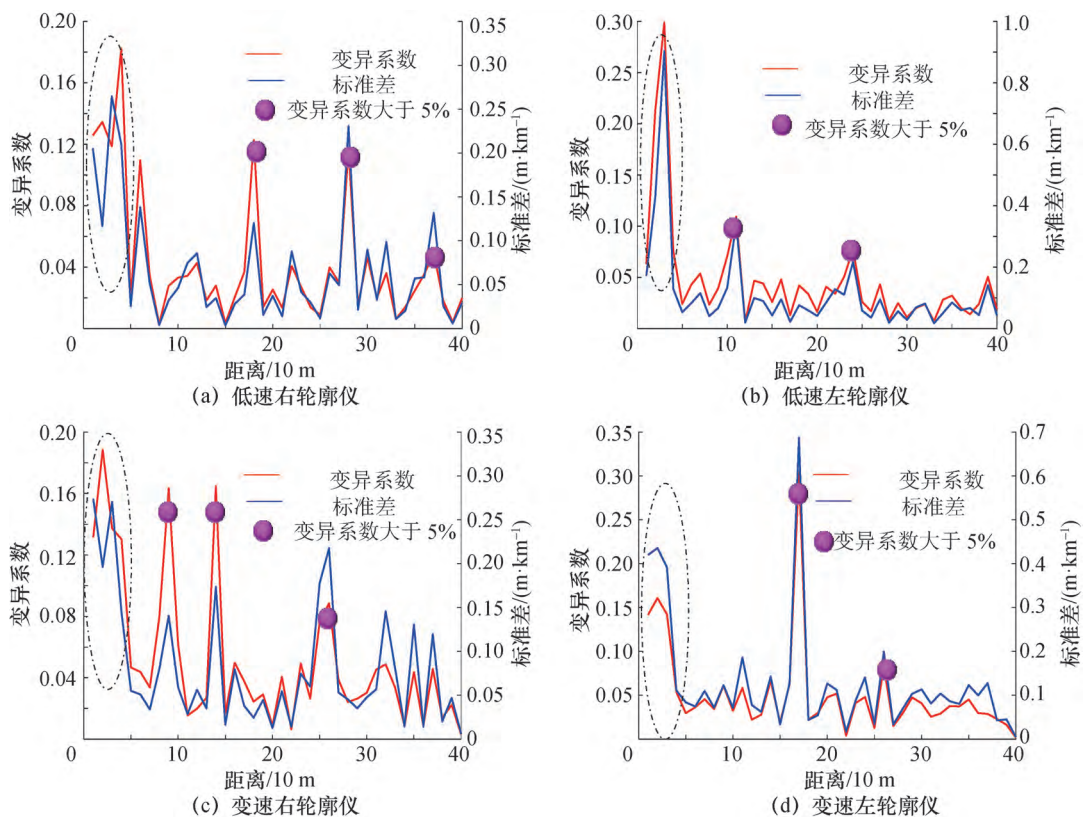 0.20
0.16
0.12
0.08
0.04
0
10
20
30
40
0.35
0.30
0.25
0.20
0.15
0.10
0.05
0
变异系数
标准差/(m·km⁻¹)
变异系数
标准差
变异系数大于 5%
距离/10 m
(a) 低速右轮廓仪
0.30
0.25
0.20
0.15
0.10
0.05
0
10
20
30
40
1.0
0.8
0.6
0.4
0.2
0
变异系数
标准差/(m·km⁻¹)
变异系数
标准差
变异系数大于 5%
距离/10 m
(b) 低速左轮廓仪
0.20
0.16
0.12
0.08
0.04
0
10
20
30
40
0.35
0.30
0.25
0.20
0.15
0.10
0.05
0
变异系数
标准差/(m·km⁻¹)
变异系数
标准差
变异系数大于 5%
距离/10 m
(c) 变速右轮廓仪
0.35
0.30
0.25
0.20
0.15
0.10
0.05
0
10
20
30
40
0.7
0.6
0.5
0.4
0.3
0.2
0.1
0
变异系数
标准差/(m·km⁻¹)
变异系数
标准差
变异系数大于 5%
距离/10 m
(d) 变速左轮廓仪